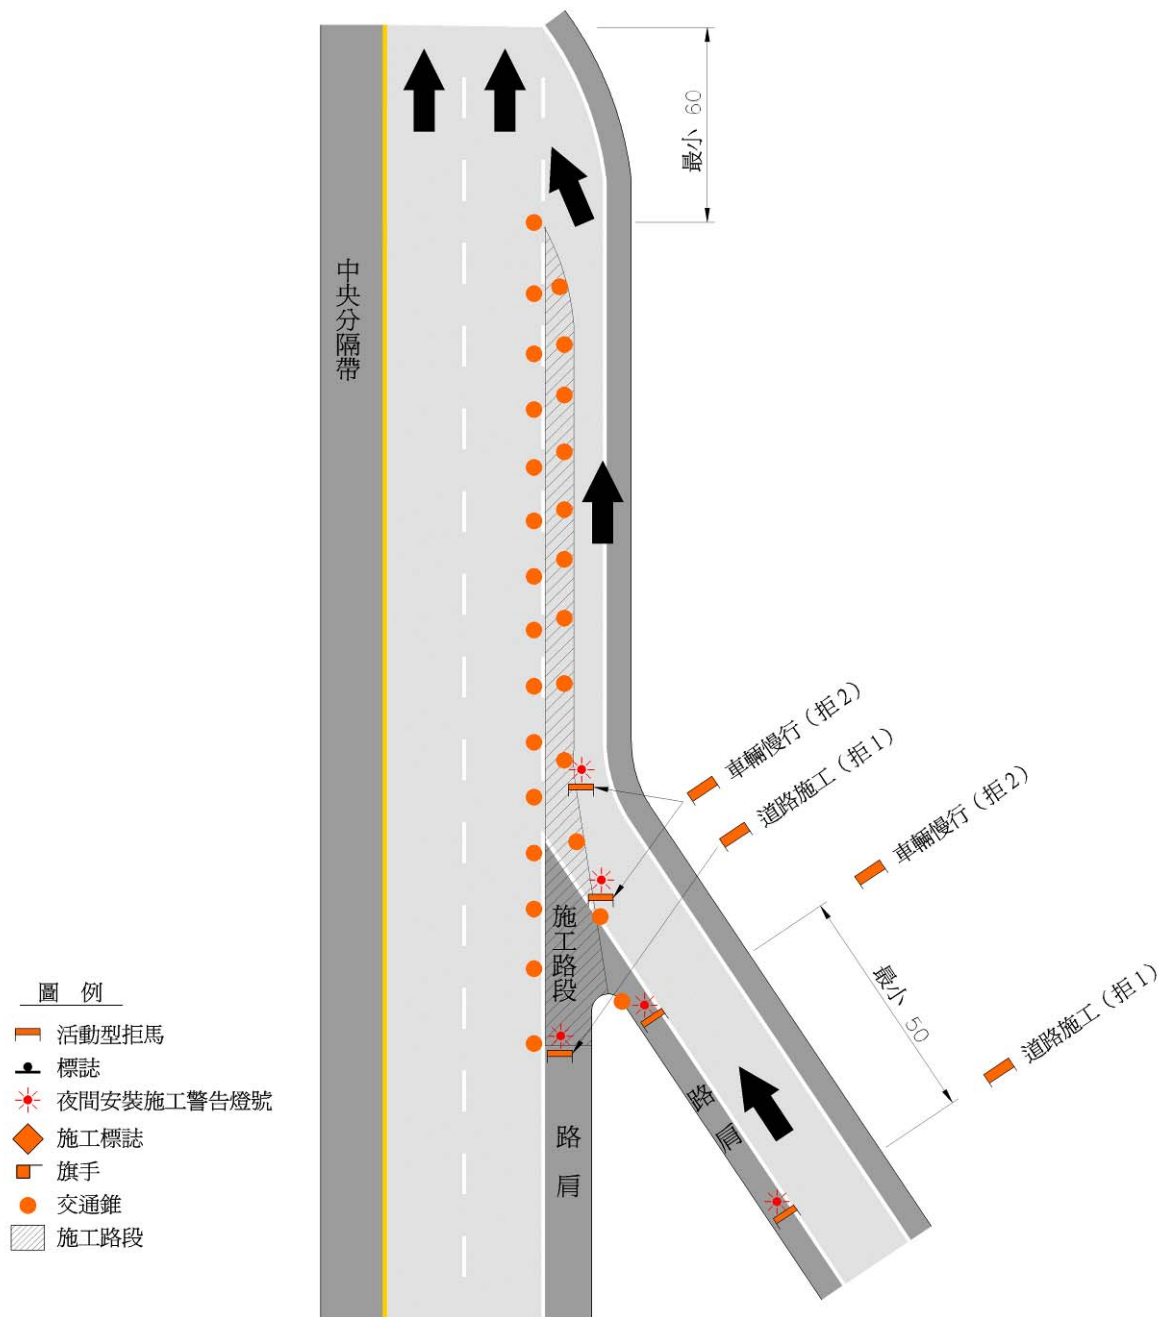 最小 60
中央分隔帶
車輛慢行（拒2）
道路施工（拒1）
車輛慢行（拒2）
最小 50
道路施工（拒1）
施工路段
路肩
路肩
圖 例
活動型拒馬
標誌
夜間安裝施工警告燈號
施工標誌
旗手
交通錐
施工路段